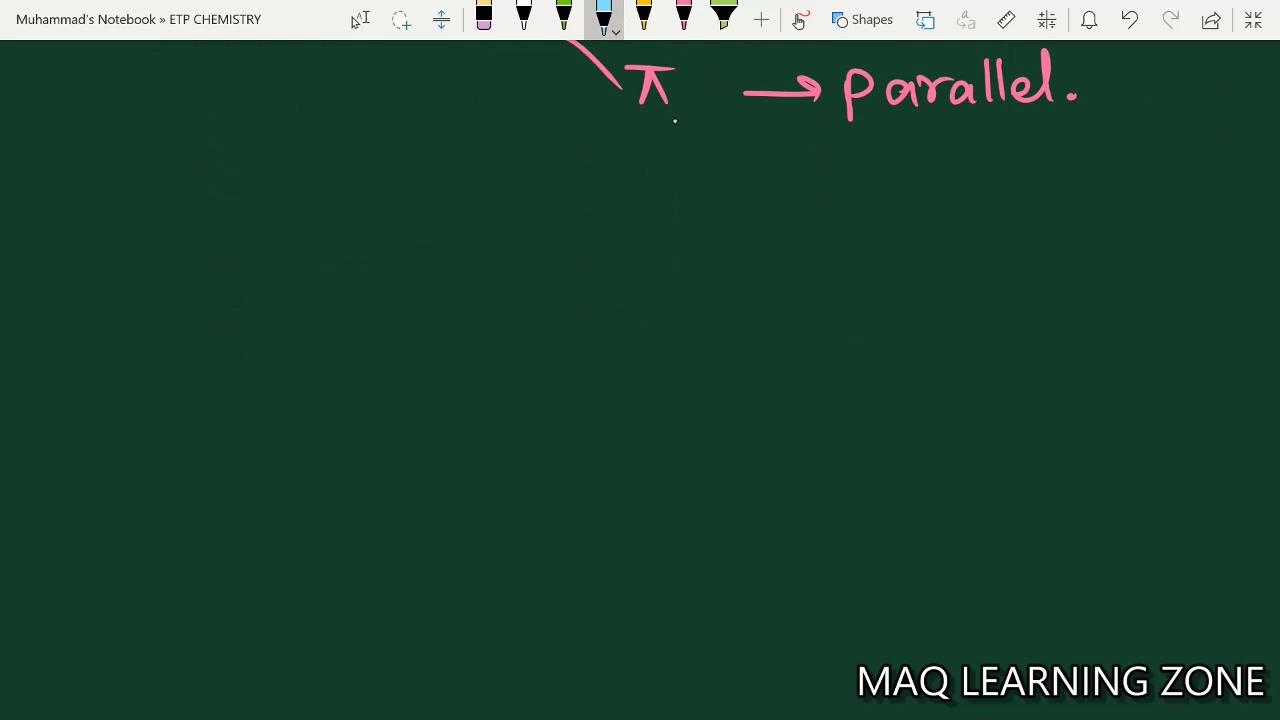 Muhammad's Notebook » ETP CHEMISTRY
Shapes
π → parallel.
MAQ LEARNING ZONE